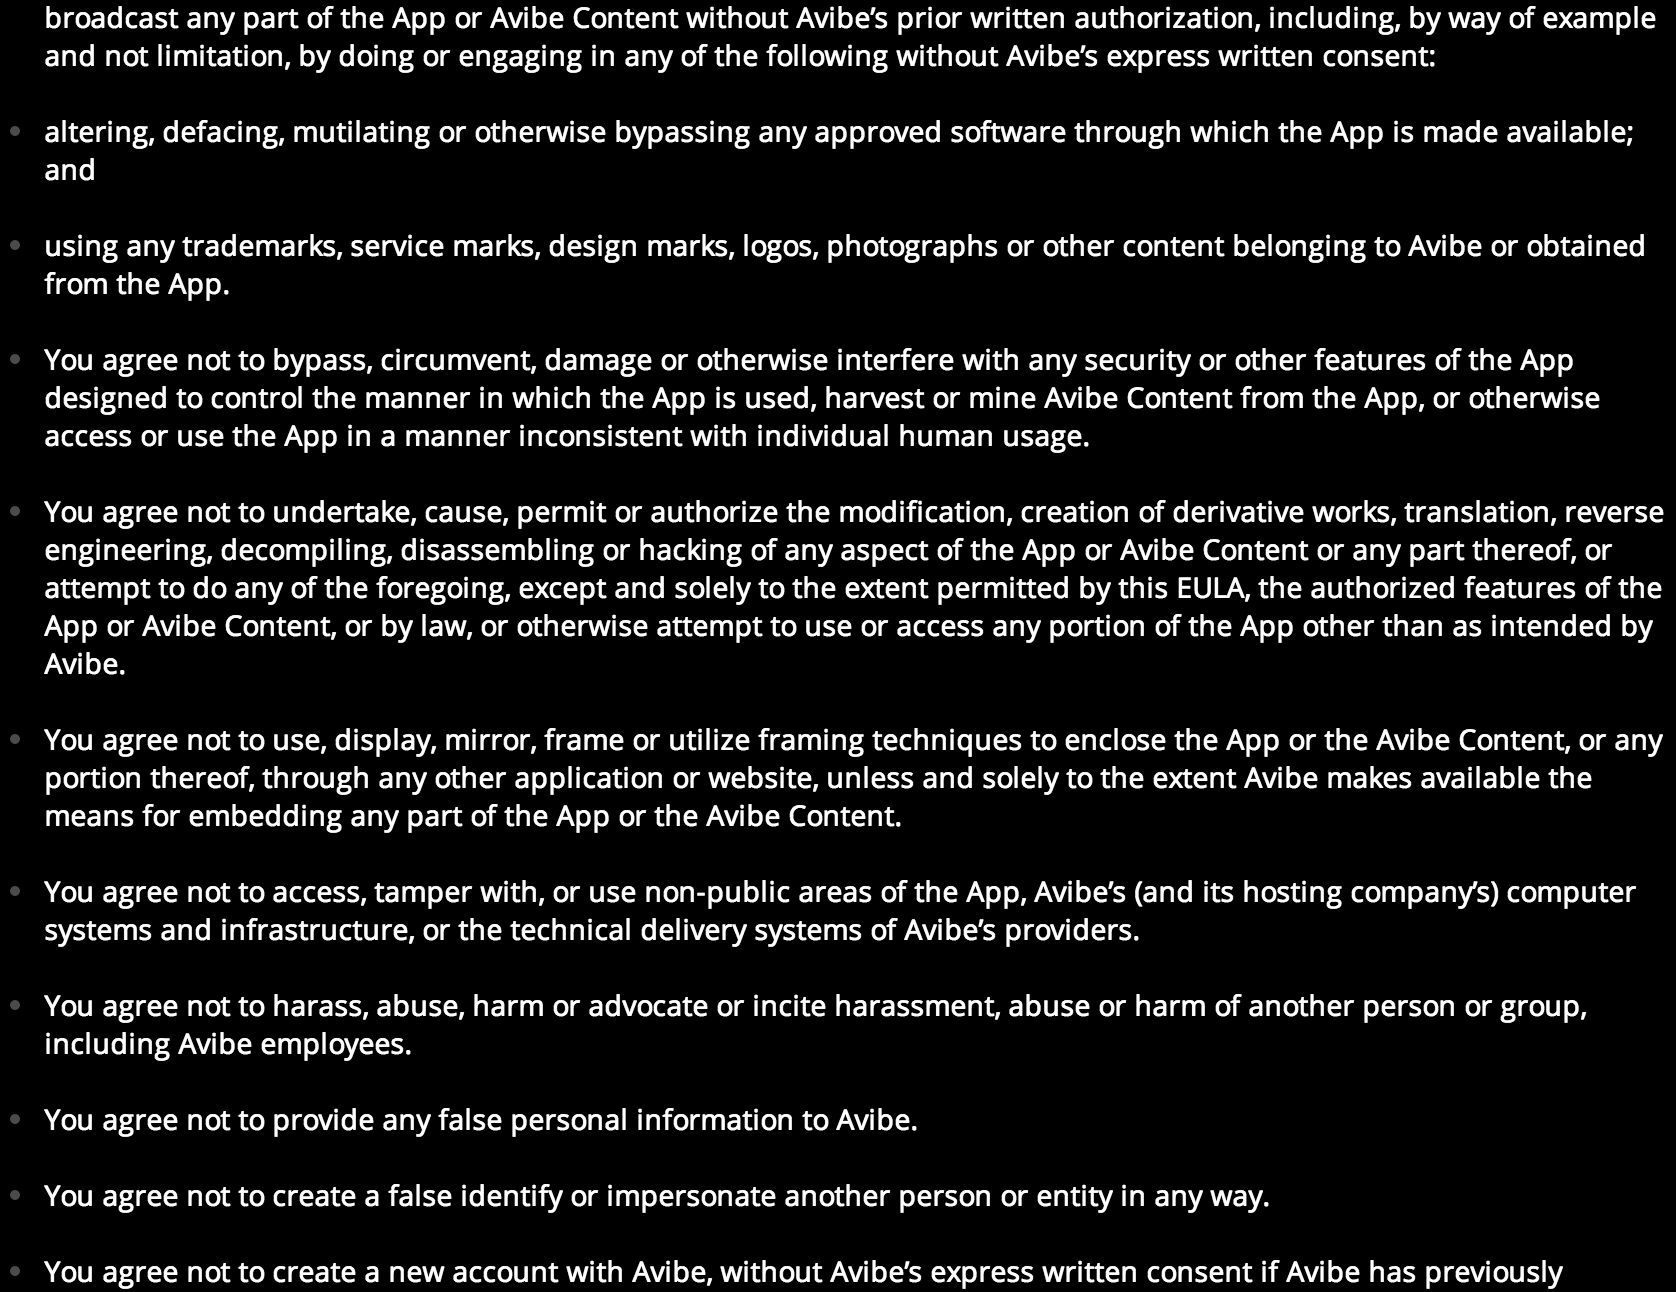 broadcast any part of the App or Avibe Content without Avibe’s prior written authorization, including, by way of example
and not limitation, by doing or engaging in any of the following without Avibe’s express written consent:
altering, defacing, mutilating or otherwise bypassing any approved software through which the App is made available;
and
using any trademarks, service marks, design marks, logos, photographs or other content belonging to Avibe or obtained
from the App.
You agree not to bypass, circumvent, damage or otherwise interfere with any security or other features of the App
designed to control the manner in which the App is used, harvest or mine Avibe Content from the App, or otherwise
access or use the App in a manner inconsistent with individual human usage.
You agree not to undertake, cause, permit or authorize the modification, creation of derivative works, translation, reverse
engineering, decompiling, disassembling or hacking of any aspect of the App or Avibe Content or any part thereof, or
attempt to do any of the foregoing, except and solely to the extent permitted by this EULA, the authorized features of the
App or Avibe Content, or by law, or otherwise attempt to use or access any portion of the App other than as intended by
Avibe.
You agree not to use, display, mirror, frame or utilize framing techniques to enclose the App or the Avibe Content, or any
portion thereof, through any other application or website, unless and solely to the extent Avibe makes available the
means for embedding any part of the App or the Avibe Content.
You agree not to access, tamper with, or use non-public areas of the App, Avibe’s (and its hosting company’s) computer
systems and infrastructure, or the technical delivery systems of Avibe’s providers.
You agree not to harass, abuse, harm or advocate or incite harassment, abuse or harm of another person or group,
including Avibe employees.
You agree not to provide any false personal information to Avibe.
You agree not to create a false identify or impersonate another person or entity in any way.
You agree not to create a new account with Avibe, without Avibe’s express written consent if Avibe has previously